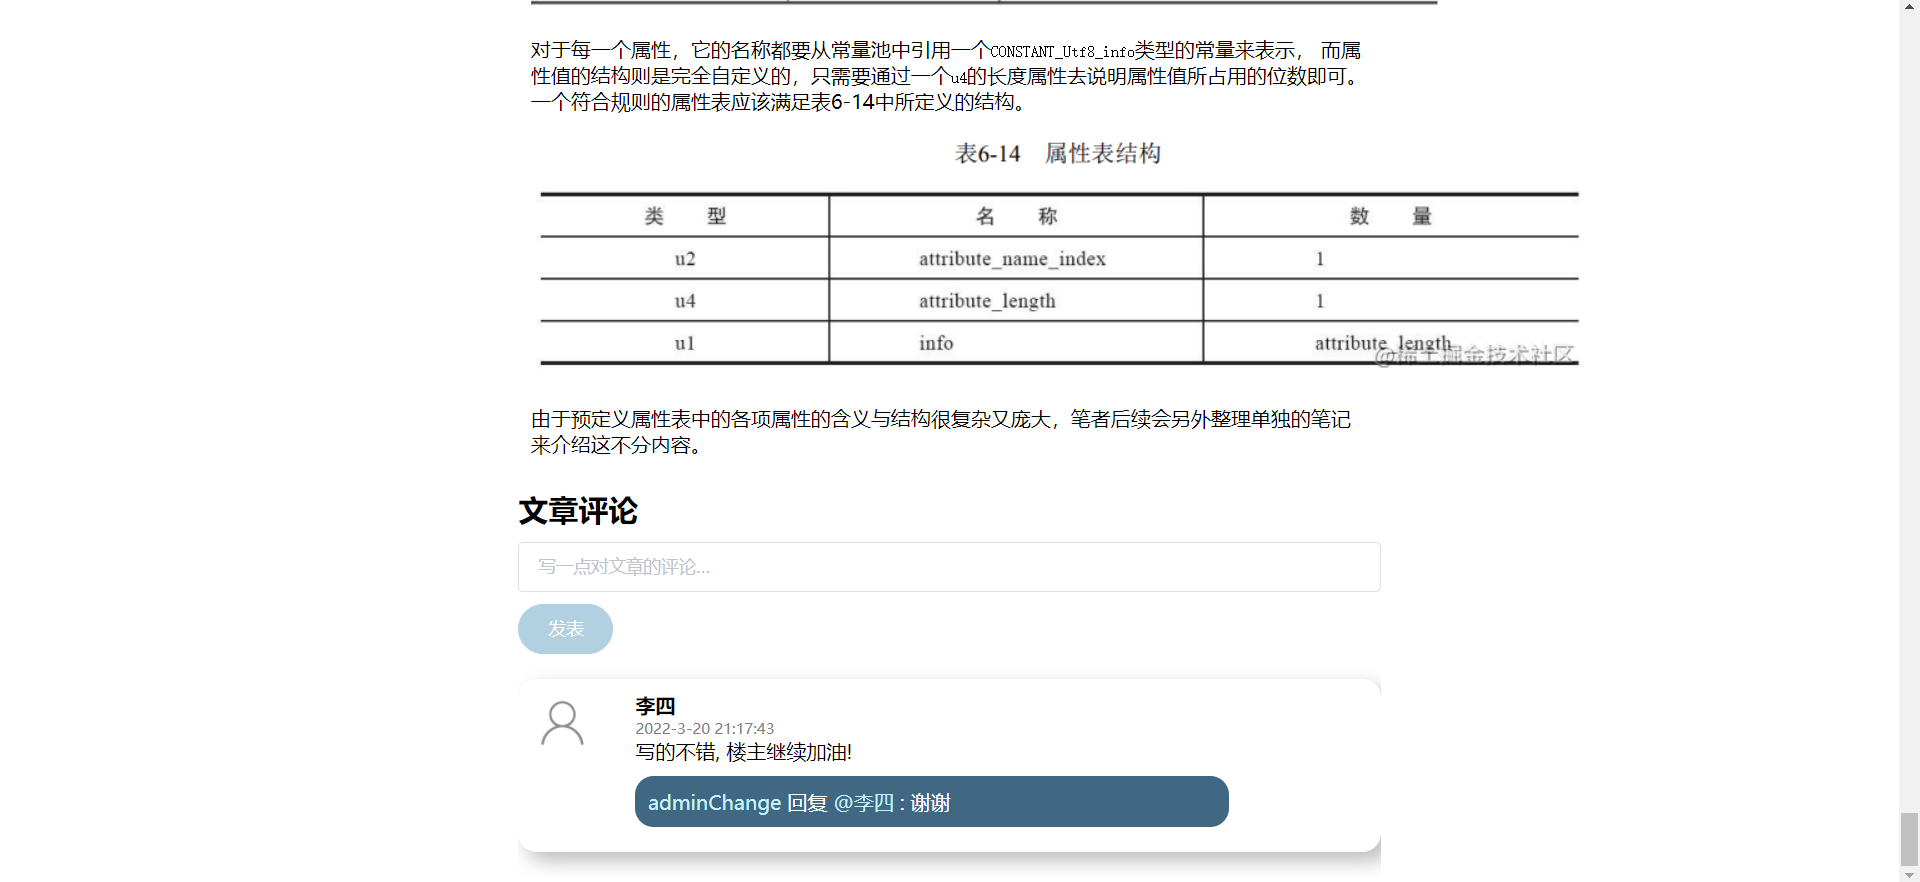 对于每一个属性，它的名称都要从常量池中引用一个CONSTANT_Utf8_info类型的常量来表示， 而属
性值的结构则是完全自定义的，只需要通过一个u4的长度属性去说明属性值所占用的位数即可。
一个符合规则的属性表应该满足表6-14中所定义的结构。
表6-14 属性表结构
类 型 名 称 数 量
u2 attribute_name_index 1
u4 attribute_length 1
u1 info attribute_length
@稀土掘金技术社区
由于预定义属性表中的各项属性的含义与结构很复杂又庞大，笔者后续会另外整理单独的笔记
来介绍这不分内容。
文章评论
写一点对文章的评论...
发表
李四
2022-3-20 21:17:43
写的不错, 楼主继续加油!
adminChange 回复 @李四 : 谢谢